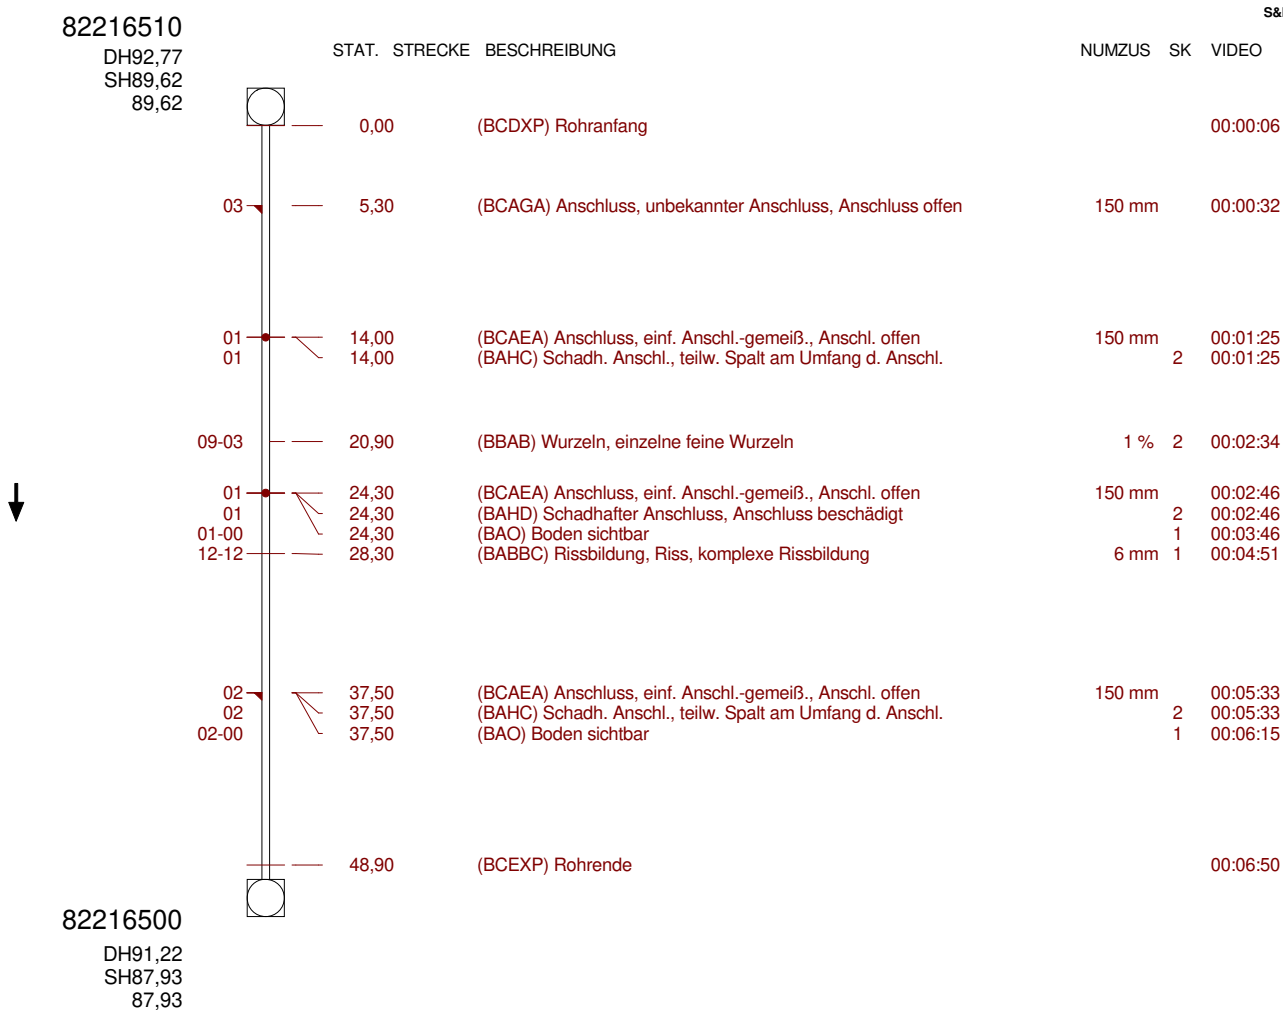 S&
82216510
DH92,77
SH89,62
89,62
STAT. STRECKE BESCHREIBUNG NUMZUS SK VIDEO
0,00 (BCDXP) Rohranfang 00:00:06
03 5,30 (BCAGA) Anschluss, unbekannter Anschluss, Anschluss offen 150 mm 00:00:32
01 14,00 (BCAEA) Anschluss, einf. Anschl.-gemeiß., Anschl. offen 150 mm 00:01:25
01 14,00 (BAHC) Schadh. Anschl., teilw. Spalt am Umfang d. Anschl. 2 00:01:25
09-03 20,90 (BBAB) Wurzeln, einzelne feine Wurzeln 1 % 2 00:02:34
01 24,30 (BCAEA) Anschluss, einf. Anschl.-gemeiß., Anschl. offen 150 mm 00:02:46
01 24,30 (BAHD) Schadhafter Anschluss, Anschluss beschädigt 2 00:02:46
01-00 24,30 (BAO) Boden sichtbar 1 00:03:46
12-12 28,30 (BABBC) Rissbildung, Riss, komplexe Rissbildung 6 mm 1 00:04:51
02 37,50 (BCAEA) Anschluss, einf. Anschl.-gemeiß., Anschl. offen 150 mm 00:05:33
02 37,50 (BAHC) Schadh. Anschl., teilw. Spalt am Umfang d. Anschl. 2 00:05:33
02-00 37,50 (BAO) Boden sichtbar 1 00:06:15
48,90 (BCEXP) Rohrende 00:06:50
82216500
DH91,22
SH87,93
87,93